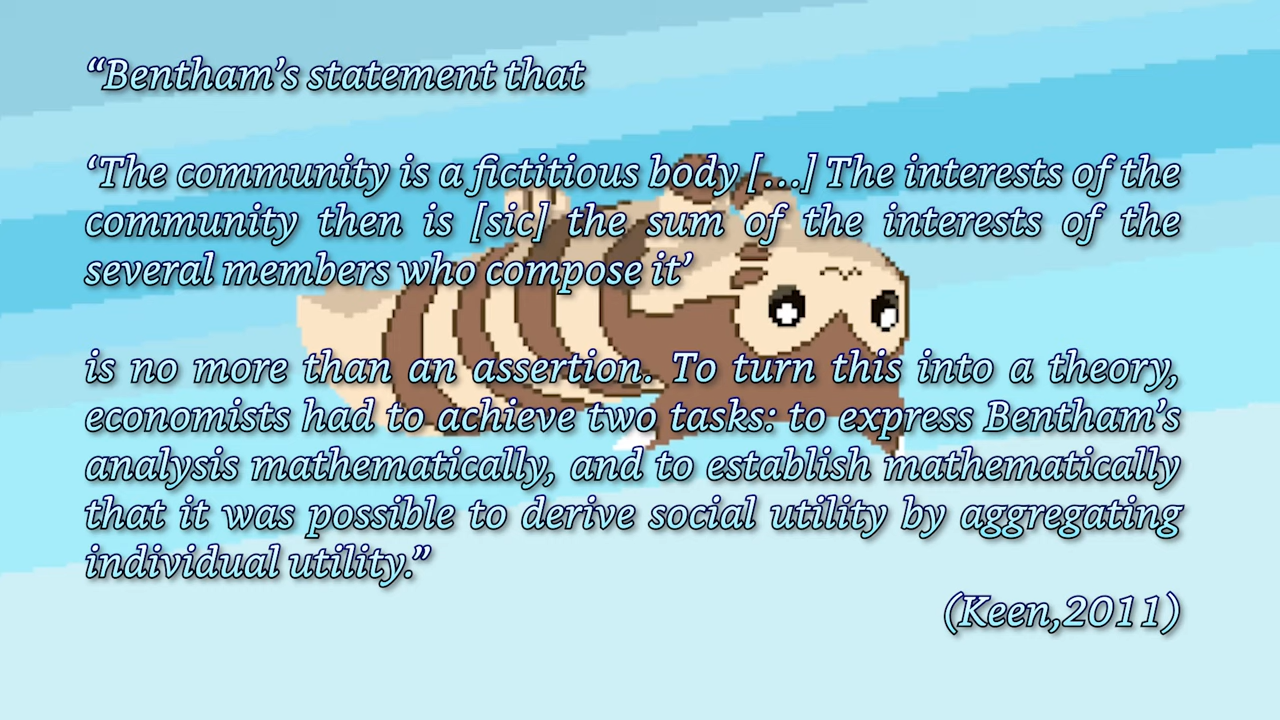 “Bentham’s statement that
‘The community is a fictitious body [...] The interests of the
community then is [sic] the sum of the interests of the
several members who compose it’
is no more than an assertion. To turn this into a theory,
economists had to achieve two tasks: to express Bentham’s
analysis mathematically, and to establish mathematically
that it was possible to derive social utility by aggregating
individual utility.”
(Keen,2011)